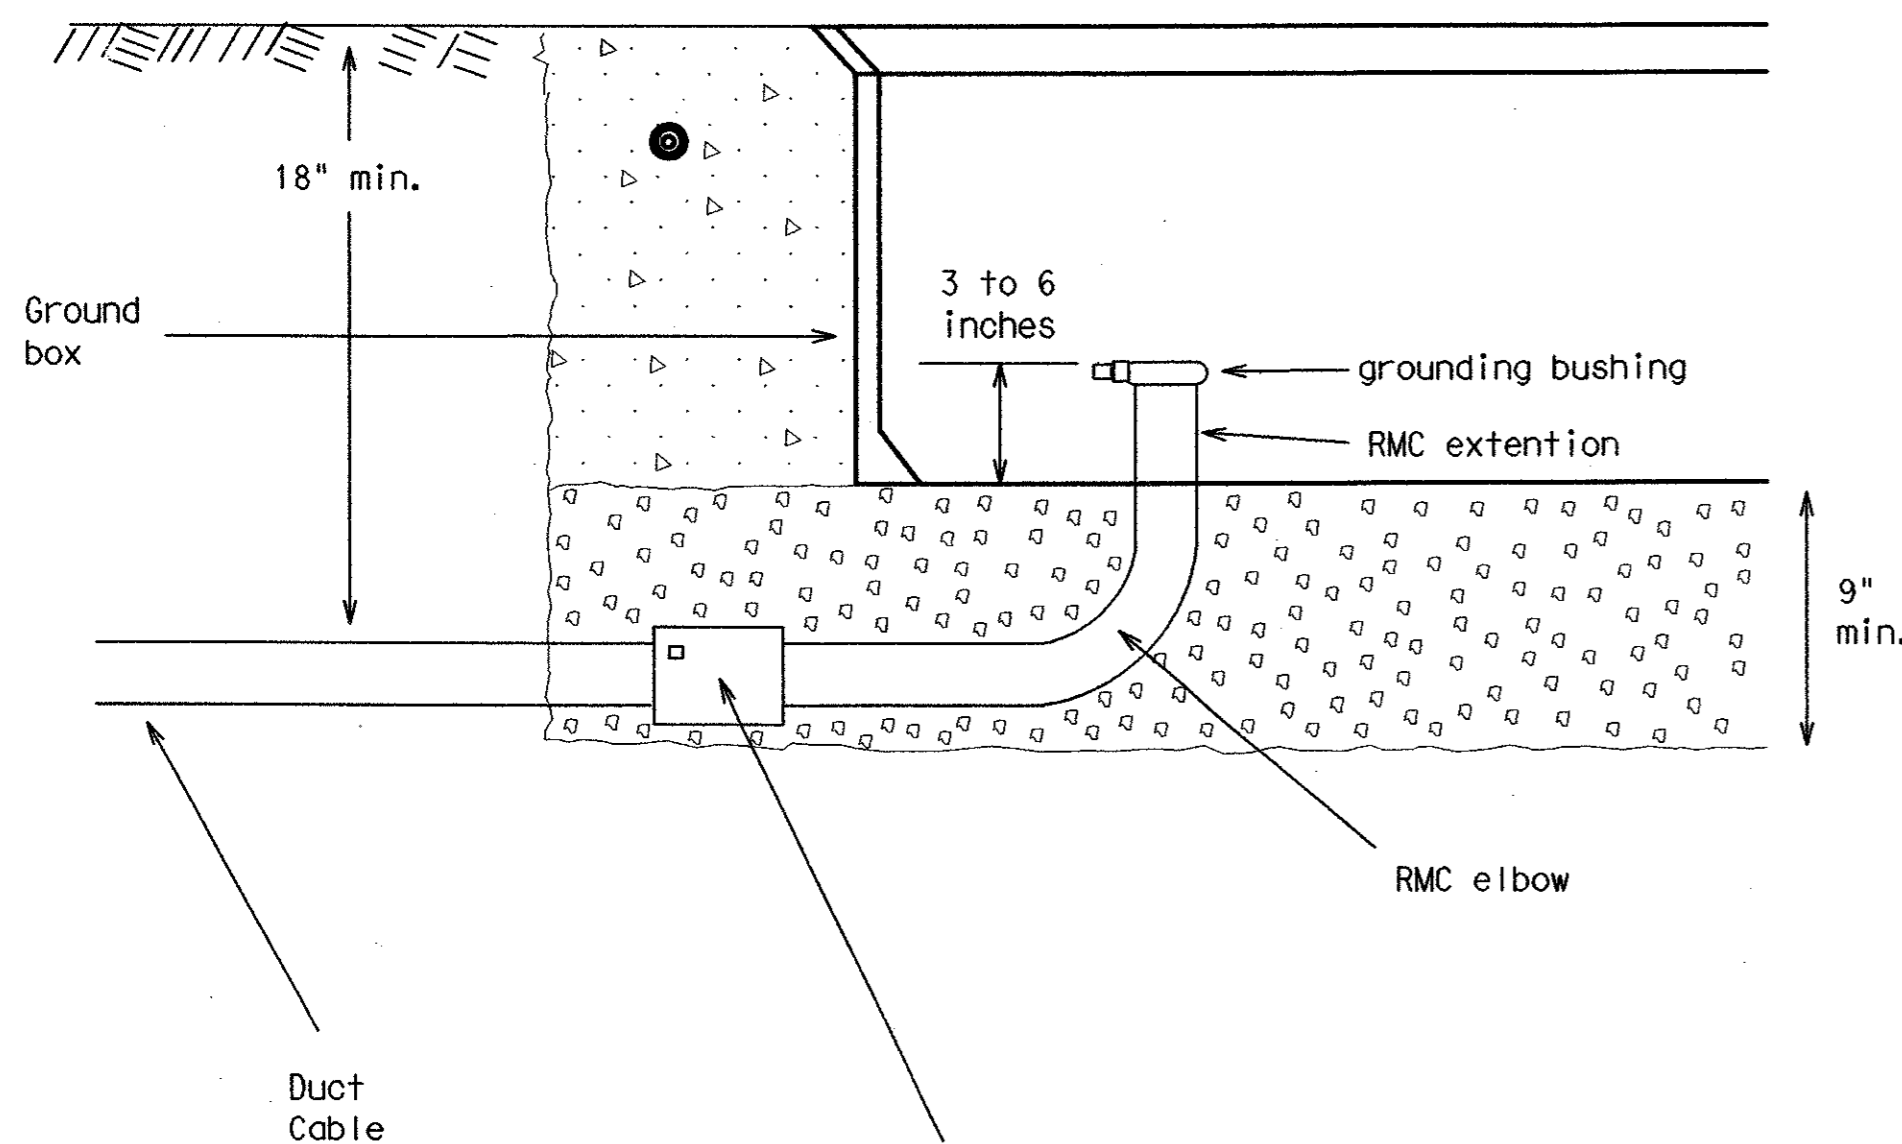 18" min.
Ground
box
3 to 6
inches
grounding bushing
RMC extention
9"
min.
RMC elbow
Duct
Cable